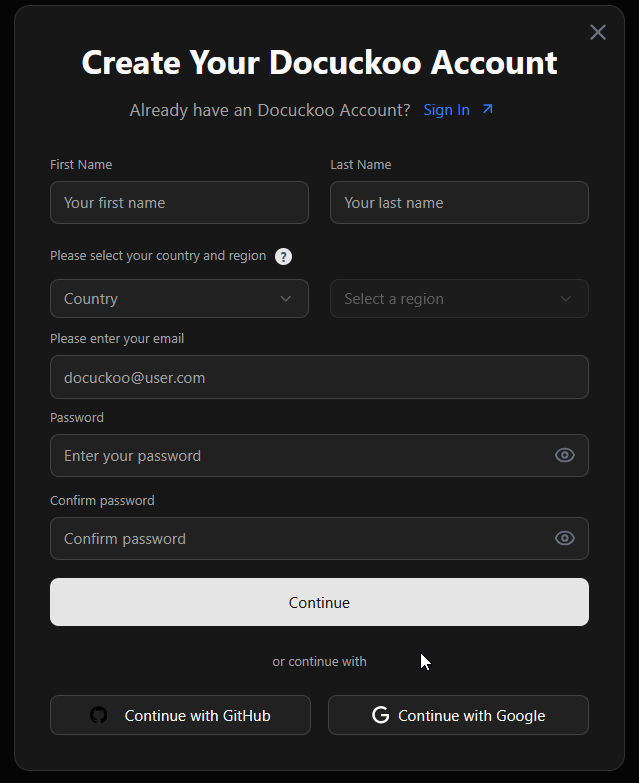 Create Your Docuckoo Account
Already have an Docuckoo Account? Sign In
First Name Last Name
Your first name Your last name
Please select your country and region ?
Country Select a region
Please enter your email
docuckoo@user.com
Password
Enter your password
Confirm password
Confirm password
Continue
or continue with
Continue with GitHub G Continue with Google